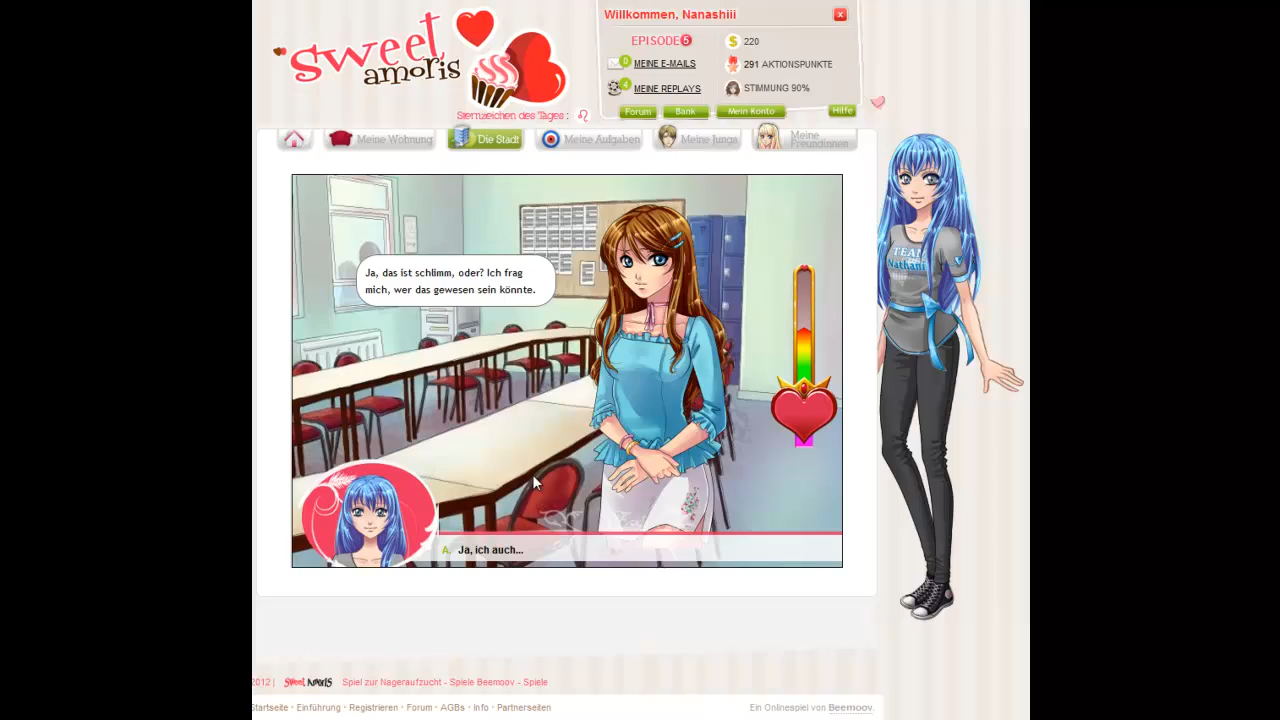 sweet
amoris
Sternzeichen des Tages :
Willkommen, Nanashiii
x
EPISODE 5
0 MEINE E-MAILS
4 MEINE REPLAYS
$ 220
291 AKTIONSPUNKTE
STIMMUNG 90%
Forum
Bank
Mein Konto
Hilfe
Meine Wohnung
Die Stadt
Meine Aufgaben
Meine Jungs
Meine
Freundinnen
Ja, das ist schlimm, oder? Ich frag
mich, wer das gewesen sein könnte.
A. Ja, ich auch...
TEAM
Nathaniel
2012 | Sweet Amoris Spiel zur Nageraufzucht - Spiele Beemoov - Spiele
Startseite · Einführung · Registrieren · Forum · AGBs · Info · Partnerseiten
Ein Onlinespiel von Beemoov.